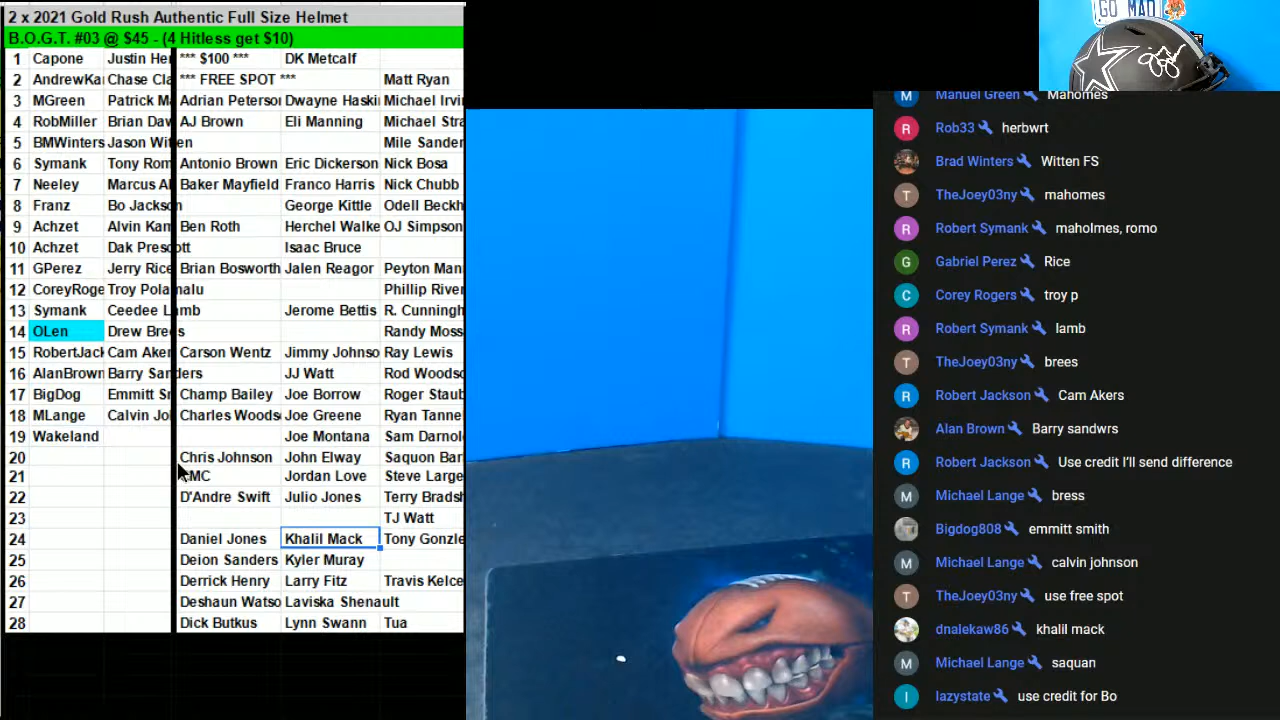 2 x 2021 Gold Rush Authentic Full Size Helmet
B.O.G.T. #03 @ $45 - (4 Hitless get $10)
1 Capone Justin Her *** $100 *** DK Metcalf
2 AndrewKa Chase Cla *** FREE SPOT *** Matt Ryan
3 MGreen Patrick Ma Adrian Peterson Dwayne Haski Michael Irvi
4 RobMiller Brian Daw AJ Brown Eli Manning Michael Stra
5 BMWinters Jason Witten Mile Sander
6 Symank Tony Rom Antonio Brown Eric Dickerson Nick Bosa
7 Neeley Marcus Al Baker Mayfield Franco Harris Nick Chubb
8 Franz Bo Jackson George Kittle Odell Beckh
9 Achzet Alvin Kam Ben Roth Herchel Walke OJ Simpson
10 Achzet Dak Prescott Isaac Bruce
11 GPerez Jerry Rice Brian Bosworth Jalen Reagor Peyton Man
12 CoreyRoge Troy Polamalu Phillip River
13 Symank Ceedee Lamb Jerome Bettis R. Cunningh
14 OLen Drew Brees Randy Moss
15 RobertJack Cam Aker Carson Wentz Jimmy Johnso Ray Lewis
16 AlanBrown Barry Sanders JJ Watt Rod Woodso
17 BigDog Emmitt Sm Champ Bailey Joe Borrow Roger Staub
18 MLange Calvin Joh Charles Woods Joe Greene Ryan Tanne
19 Wakeland Joe Montana Sam Darnol
20 Chris Johnson John Elway Saquon Bar
21 MC Jordan Love Steve Large
22 D'Andre Swift Julio Jones Terry Bradsh
23 TJ Watt
24 Daniel Jones Khalil Mack Tony Gonzle
25 Deion Sanders Kyler Muray
26 Derrick Henry Larry Fitz Travis Kelce
27 Deshaun Watso Laviska Shenault
28 Dick Butkus Lynn Swann Tua
GO MAD
M Manuel Green Mahomes
R Rob33 herbwrt
Brad Winters Witten FS
T TheJoey03ny mahomes
R Robert Symank maholmes, romo
G Gabriel Perez Rice
C Corey Rogers troy p
R Robert Symank lamb
T TheJoey03ny brees
R Robert Jackson Cam Akers
Alan Brown Barry sandwrs
R Robert Jackson Use credit I'll send difference
M Michael Lange bress
Bigdog808 emmitt smith
M Michael Lange calvin johnson
T TheJoey03ny use free spot
dnalekaw86 khalil mack
M Michael Lange saquan
I lazystate use credit for Bo